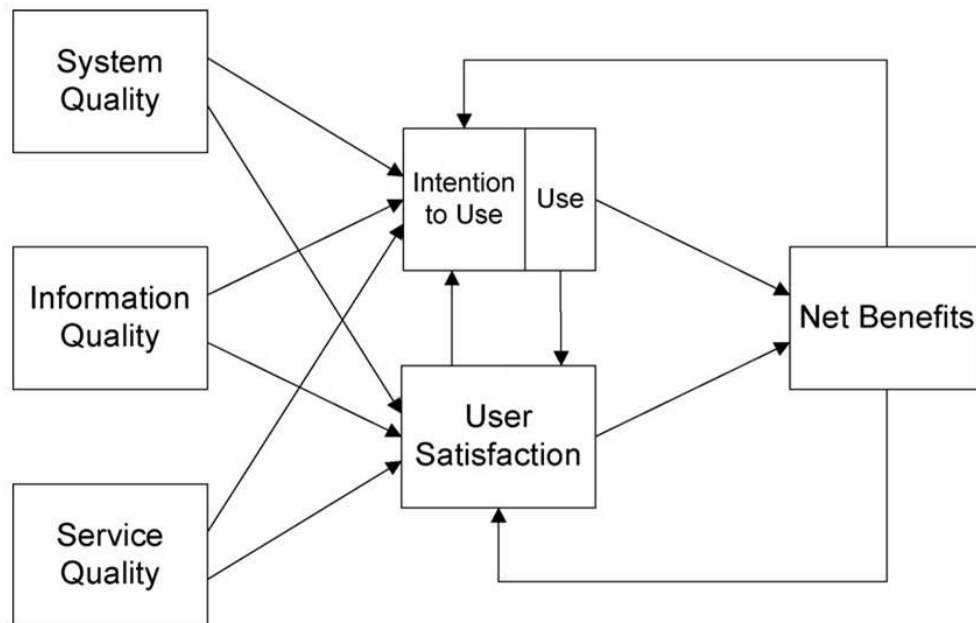 System
Quality
Information
Quality
Service
Quality
Intention
to Use
Use
User
Satisfaction
Net Benefits